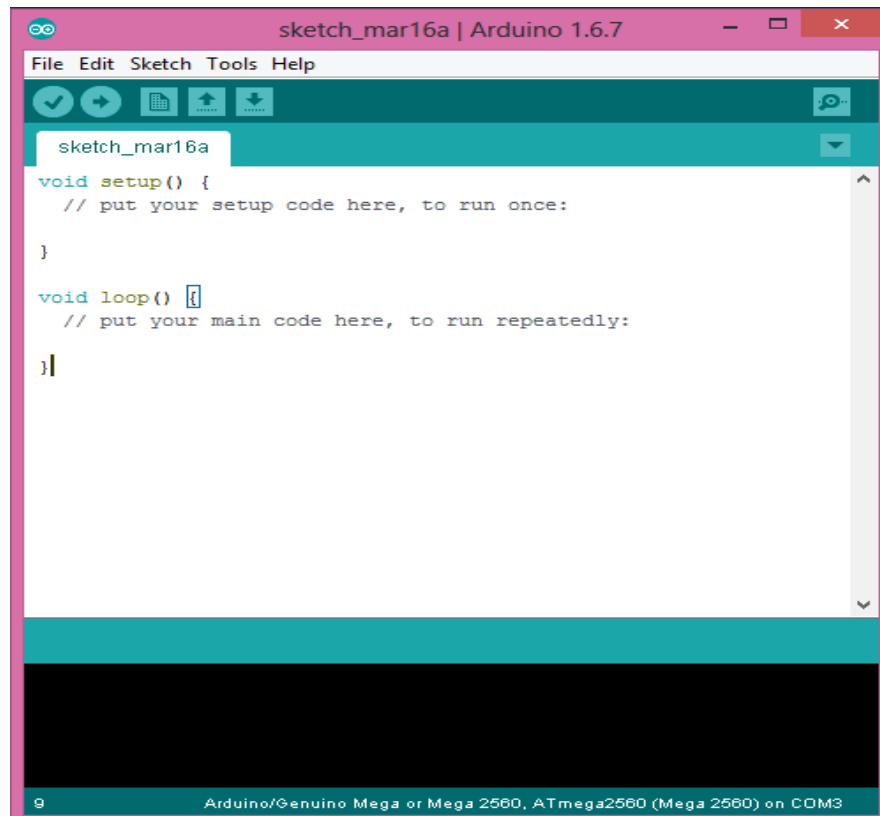 sketch_mar16a | Arduino 1.6.7
File Edit Sketch Tools Help
sketch_mar16a
void setup() {
  // put your setup code here, to run once:
}
void loop() {
  // put your main code here, to run repeatedly:
}
9 Arduino/Genuino Mega or Mega 2560, ATmega2560 (Mega 2560) on COM3